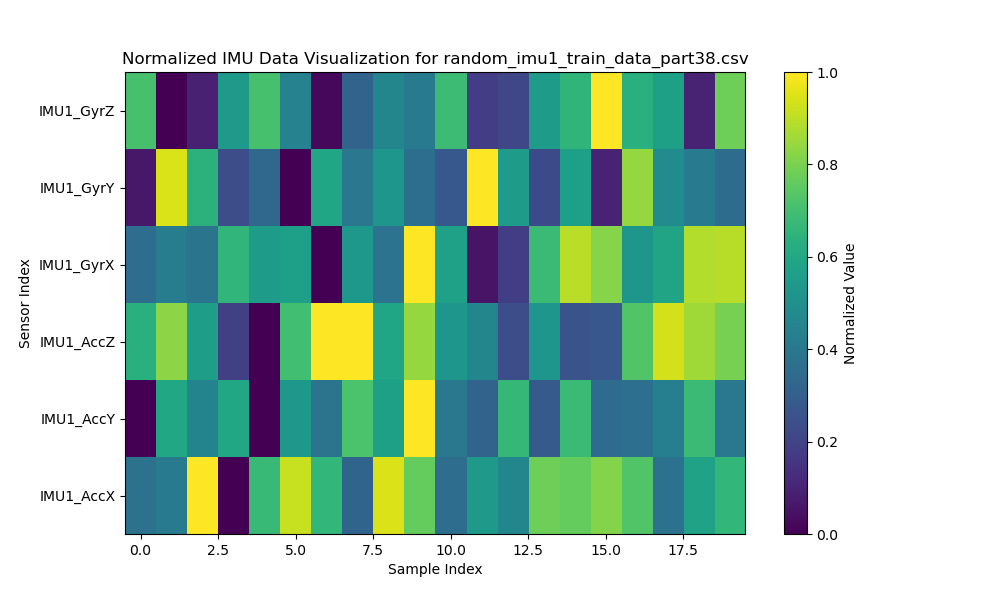 Normalized IMU Data Visualization for random_imu1_train_data_part38.csv
IMU1_GyrZ
IMU1_GyrY
IMU1_GyrX
IMU1_AccZ
IMU1_AccY
IMU1_AccX
Sensor Index
0.0 2.5 5.0 7.5 10.0 12.5 15.0 17.5
Sample Index
1.0
0.8
0.6
0.4
0.2
0.0
Normalized Value